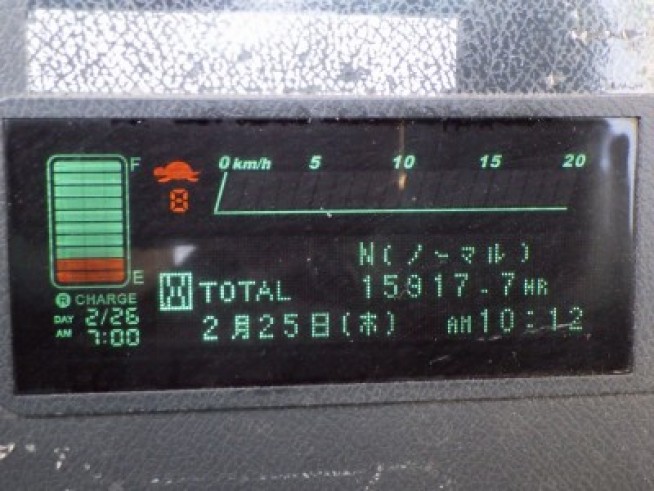 F
0 km/h 5 10 15 20
8
E
N(ノーマル)
R CHARGE
TOTAL 15917.7HR
DAY 2/26
AM 7:00
2月25日(木) AM10:12